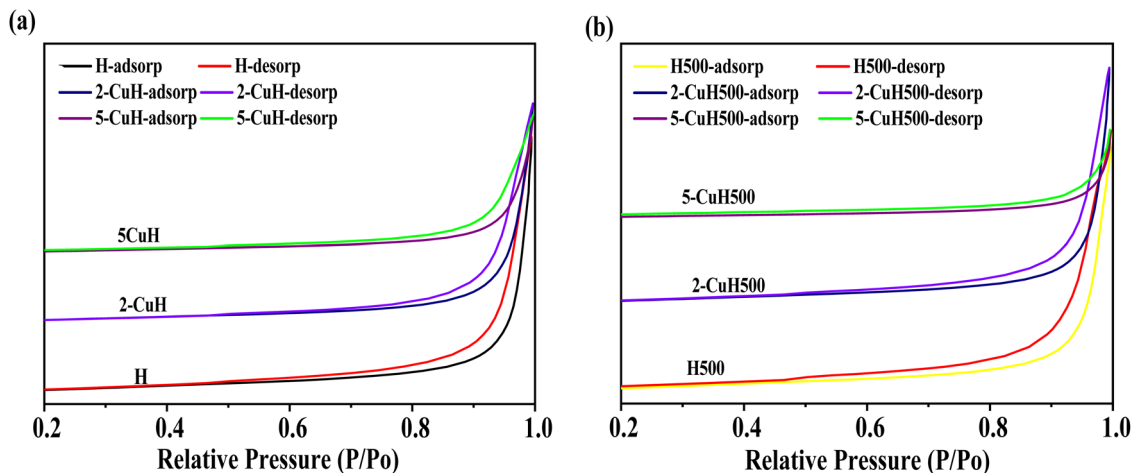 (a)
H-adsorp H-desorp
2-CuH-adsorp 2-CuH-desorp
5-CuH-adsorp 5-CuH-desorp
5CuH
2-CuH
H
0.2 0.4 0.6 0.8 1.0
Relative Pressure (P/Po)
(b)
H500-adsorp H500-desorp
2-CuH500-adsorp 2-CuH500-desorp
5-CuH500-adsorp 5-CuH500-desorp
5-CuH500
2-CuH500
H500
0.2 0.4 0.6 0.8 1.0
Relative Pressure (P/Po)